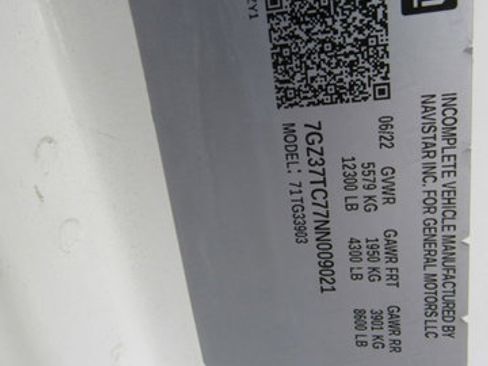 INCOMPLETE VEHICLE MANUFACTURED BY
NAVISTAR INC. FOR GENERAL MOTORS LLC
06/22 GVWR GAWR FRT GAWR RR
5579 KG 1950 KG 3901 KG
12300 LB 4300 LB 8600 LB
7GZ37TC77NN009021
MODEL: 71TG33903